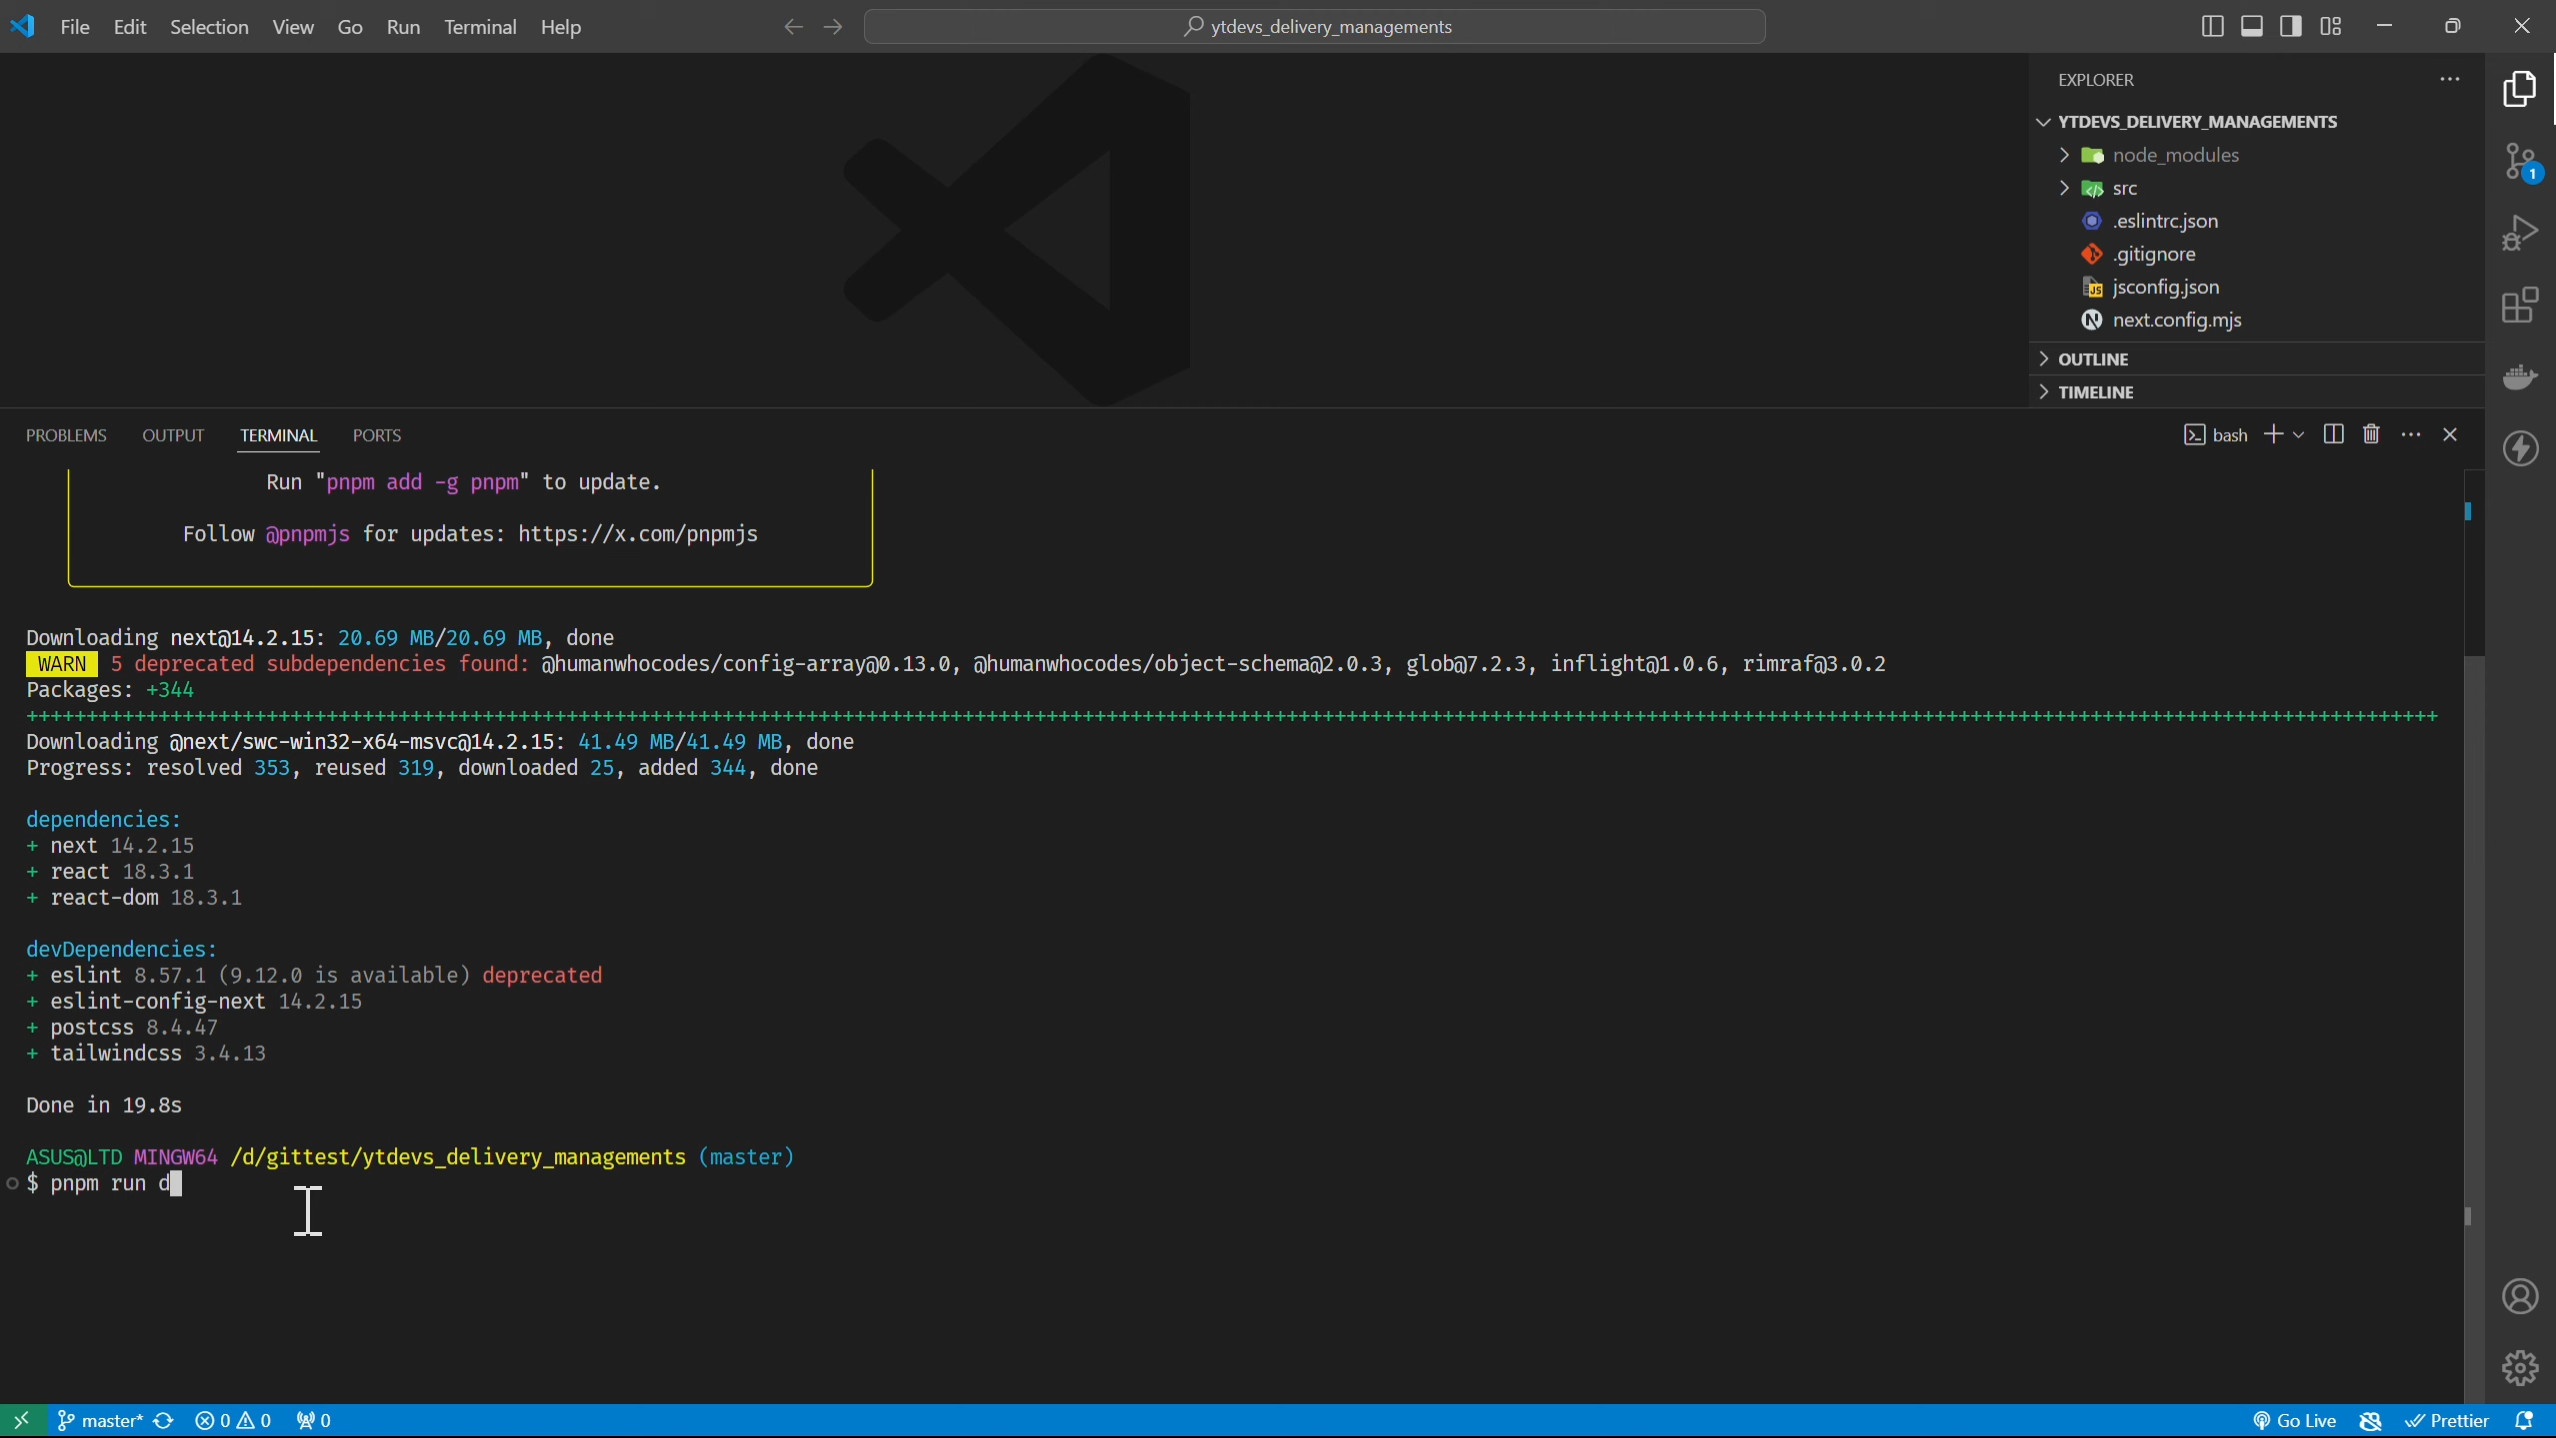 File Edit Selection View Go Run Terminal Help
ytdevs_delivery_managements
EXPLORER
YTDEVS_DELIVERY_MANAGEMENTS
node_modules
src
.eslintrc.json
.gitignore
jsconfig.json
next.config.mjs
OUTLINE
TIMELINE
1
PROBLEMS OUTPUT TERMINAL PORTS
bash
Run "pnpm add -g pnpm" to update.
Follow @pnpmjs for updates: https://x.com/pnpmjs
Downloading next@14.2.15: 20.69 MB/20.69 MB, done
WARN 5 deprecated subdependencies found: @humanwhocodes/config-array@0.13.0, @humanwhocodes/object-schema@2.0.3, glob@7.2.3, inflight@1.0.6, rimraf@3.0.2
Packages: +344
+++++++++++++++++++++++++++++++++++++++++++++++++++++++++++++++++++++++++++++++++++++++++++++++++++++++++++++++++++++++++++++++++++++++++++++++++++++++++++++++++++++++++++++++++++++++++++++++++++++++++
Downloading @next/swc-win32-x64-msvc@14.2.15: 41.49 MB/41.49 MB, done
Progress: resolved 353, reused 319, downloaded 25, added 344, done
dependencies:
+ next 14.2.15
+ react 18.3.1
+ react-dom 18.3.1
devDependencies:
+ eslint 8.57.1 (9.12.0 is available) deprecated
+ eslint-config-next 14.2.15
+ postcss 8.4.47
+ tailwindcss 3.4.13
Done in 19.8s
ASUS@LTD MINGW64 /d/gittest/ytdevs_delivery_managements (master)
$ pnpm run d
master* 0 0 0 Go Live Prettier